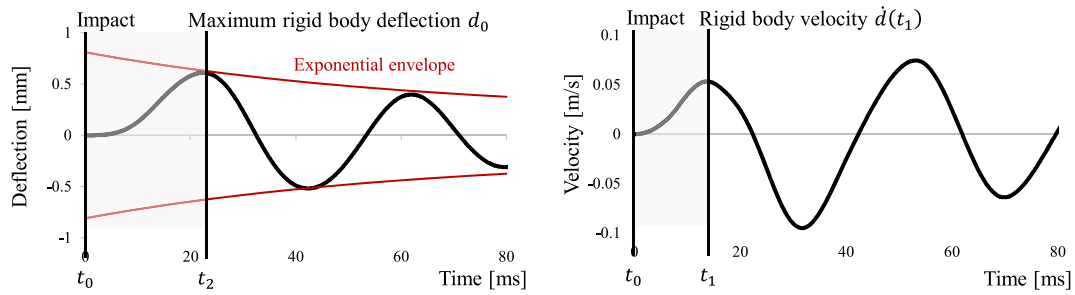 Impact
Maximum rigid body deflection d₀
Exponential envelope
Deflection [mm]
1
0.5
0
-0.5
-1
0
20
40
60
80
t₀
t₂
Time [ms]
Impact
Rigid body velocity ḋ(t₁)
Velocity [m/s]
0.1
0.05
0
-0.05
-0.1
0
20
40
60
80
t₀
t₁
Time [ms]